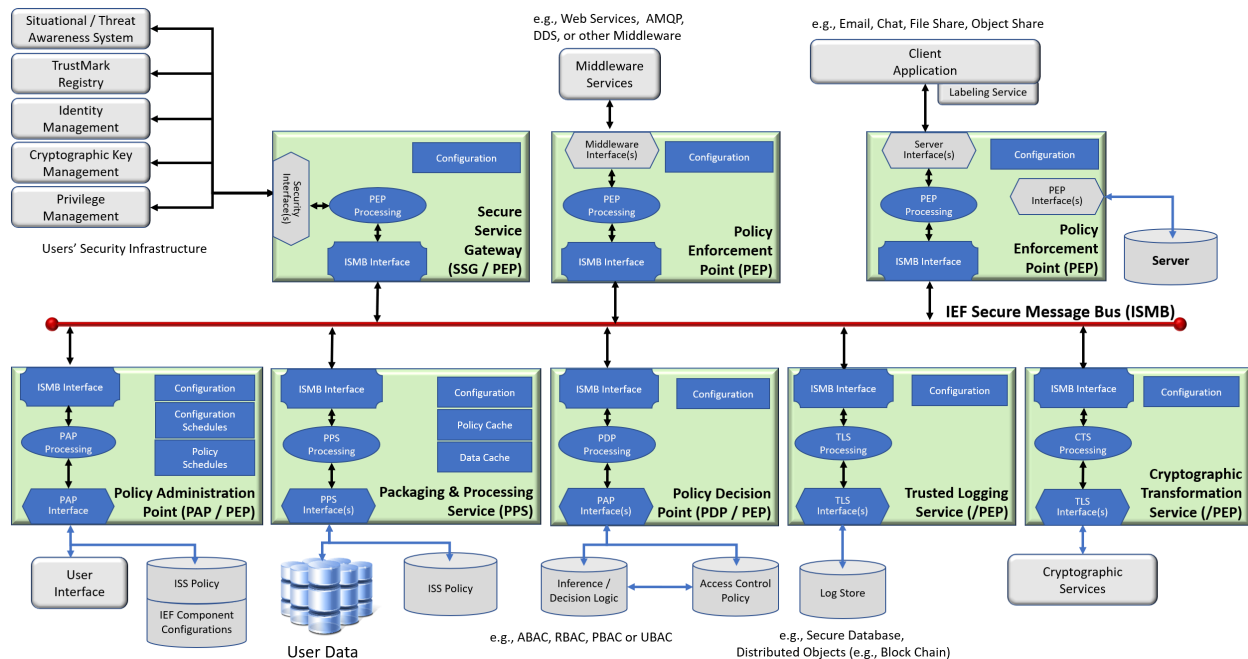 Situational / Threat
Awareness System
TrustMark
Registry
Identity
Management
Cryptographic Key
Management
Privilege
Management
Users' Security Infrastructure
e.g., Web Services, AMQP,
DDS, or other Middleware
Middleware
Services
e.g., Email, Chat, File Share, Object Share
Client
Application
Labeling Service
Security
Interface(s)
Configuration
PEP
Processing
ISMB Interface
Secure
Service
Gateway
(SSG / PEP)
Middleware
Interface(s)
Configuration
PEP
Processing
ISMB Interface
Policy
Enforcement
Point (PEP)
Server
Interface(s)
Configuration
PEP
Processing
PEP
Interface(s)
ISMB Interface
Policy
Enforcement
Point (PEP)
Server
IEF Secure Message Bus (ISMB)
ISMB Interface
Configuration
Configuration
Schedules
Policy
Schedules
PAP
Processing
PAP
Interface
Policy Administration
Point (PAP / PEP)
User
Interface
ISS Policy
IEF Component
Configurations
ISMB Interface
Configuration
Policy Cache
Data Cache
PPS
Processing
PPS
Interface(s)
Packaging & Processing
Service (PPS)
User Data
ISS Policy
ISMB Interface
Configuration
PDP
Processing
PAP
Interface(s)
Policy Decision
Point (PDP / PEP)
Inference /
Decision Logic
Access Control
Policy
e.g., ABAC, RBAC, PBAC or UBAC
ISMB Interface
Configuration
TLS
Processing
TLS
Interface(s)
Trusted Logging
Service (/PEP)
Log Store
e.g., Secure Database,
Distributed Objects (e.g., Block Chain)
ISMB Interface
Configuration
CTS
Processing
TLS
Interface(s)
Cryptographic
Transformation
Service (/PEP)
Cryptographic
Services